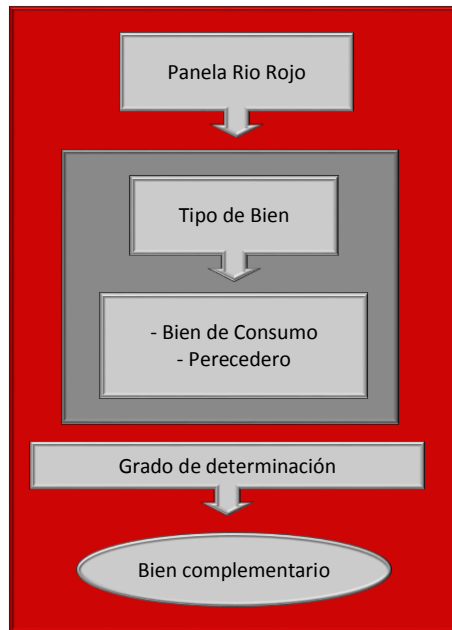 Panela Rio Rojo
Tipo de Bien
- Bien de Consumo
- Perecedero
Grado de determinación
Bien complementario